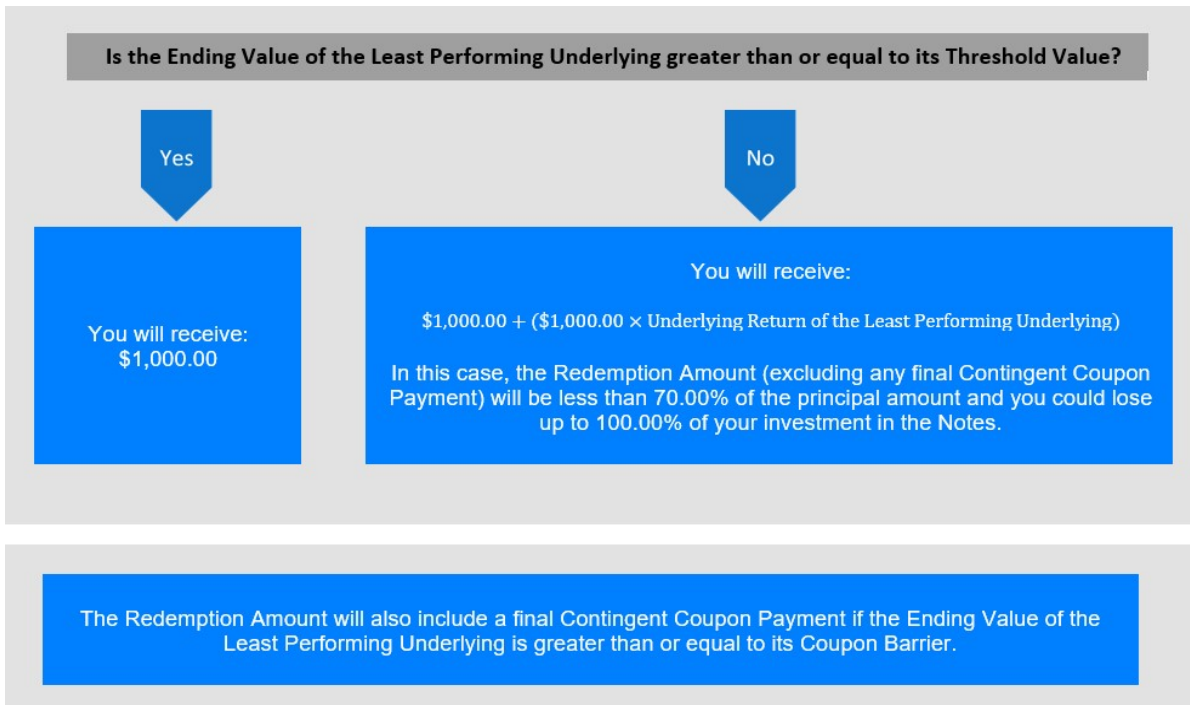 Is the Ending Value of the Least Performing Underlying greater than or equal to its Threshold Value?
Yes
No
You will receive:
$1,000.00
You will receive:
$1,000.00 + ($1,000.00 × Underlying Return of the Least Performing Underlying)
In this case, the Redemption Amount (excluding any final Contingent Coupon
Payment) will be less than 70.00% of the principal amount and you could lose
up to 100.00% of your investment in the Notes.
The Redemption Amount will also include a final Contingent Coupon Payment if the Ending Value of the
Least Performing Underlying is greater than or equal to its Coupon Barrier.